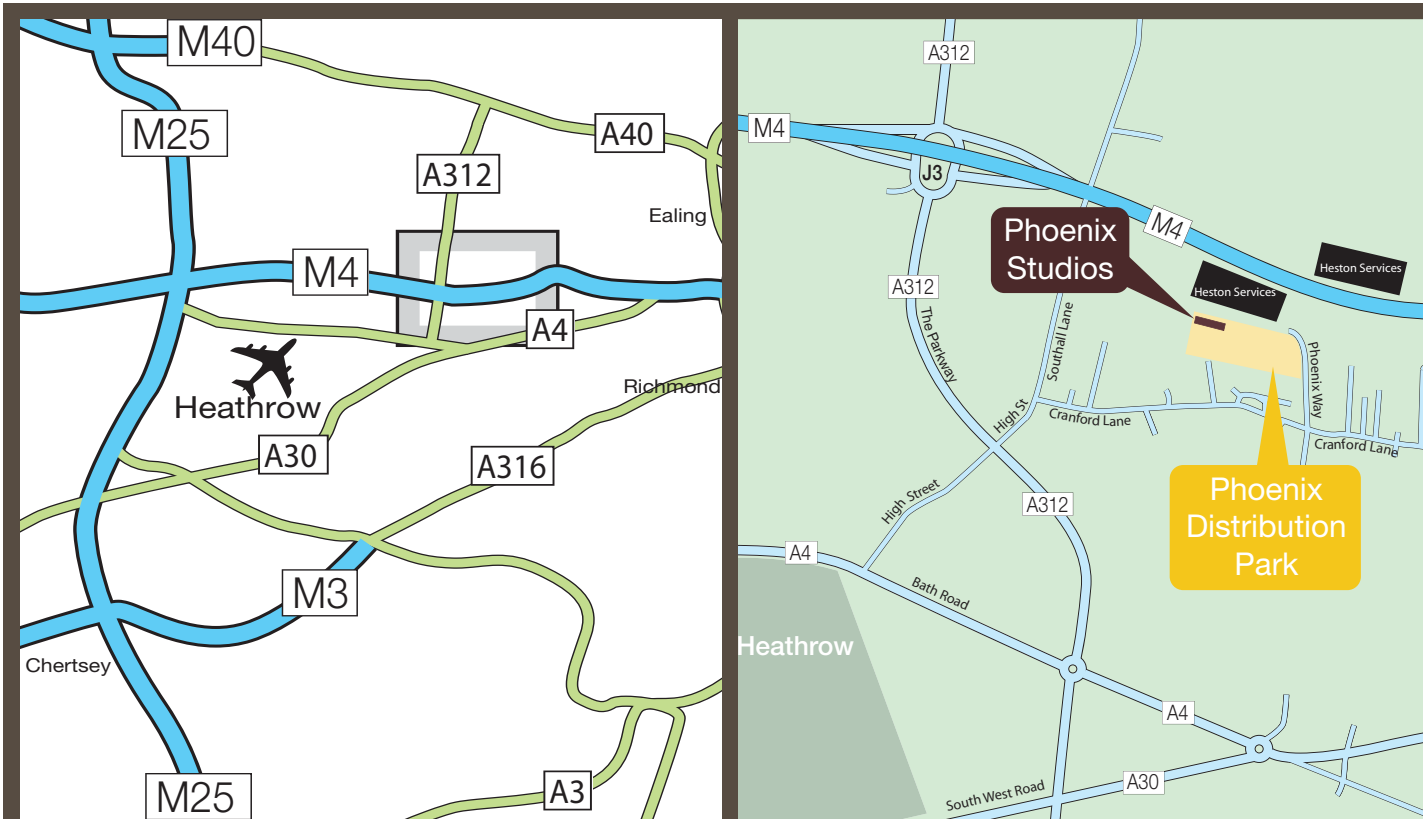 M40
M25
A40
A312
Ealing
M4
A4
Heathrow
Richmond
A30
A316
M3
Chertsey
M25
A3
A312
M4
J3
Phoenix
Studios
M4
Heston Services
Heston Services
A312
The Parkway
Southall Lane
Phoenix Way
High St
Cranford Lane
Cranford Lane
High Street
A312
Phoenix
Distribution
Park
A4
Bath Road
Heathrow
A4
A30
South West Road